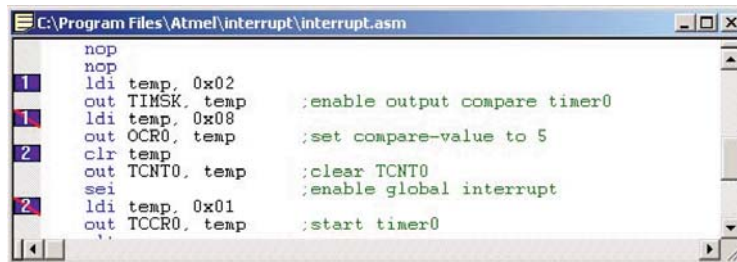 C:\Program Files\Atmel\interrupt\interrupt.asm
nop
nop
1 ldi temp, 0x02
out TIMSK, temp ;enable output compare timer0
1 ldi temp, 0x08
out OCR0, temp ;set compare-value to 5
2 clr temp
out TCNT0, temp ;clear TCNT0
sei ;enable global interrupt
2 ldi temp, 0x01
out TCCR0, temp ;start timer0